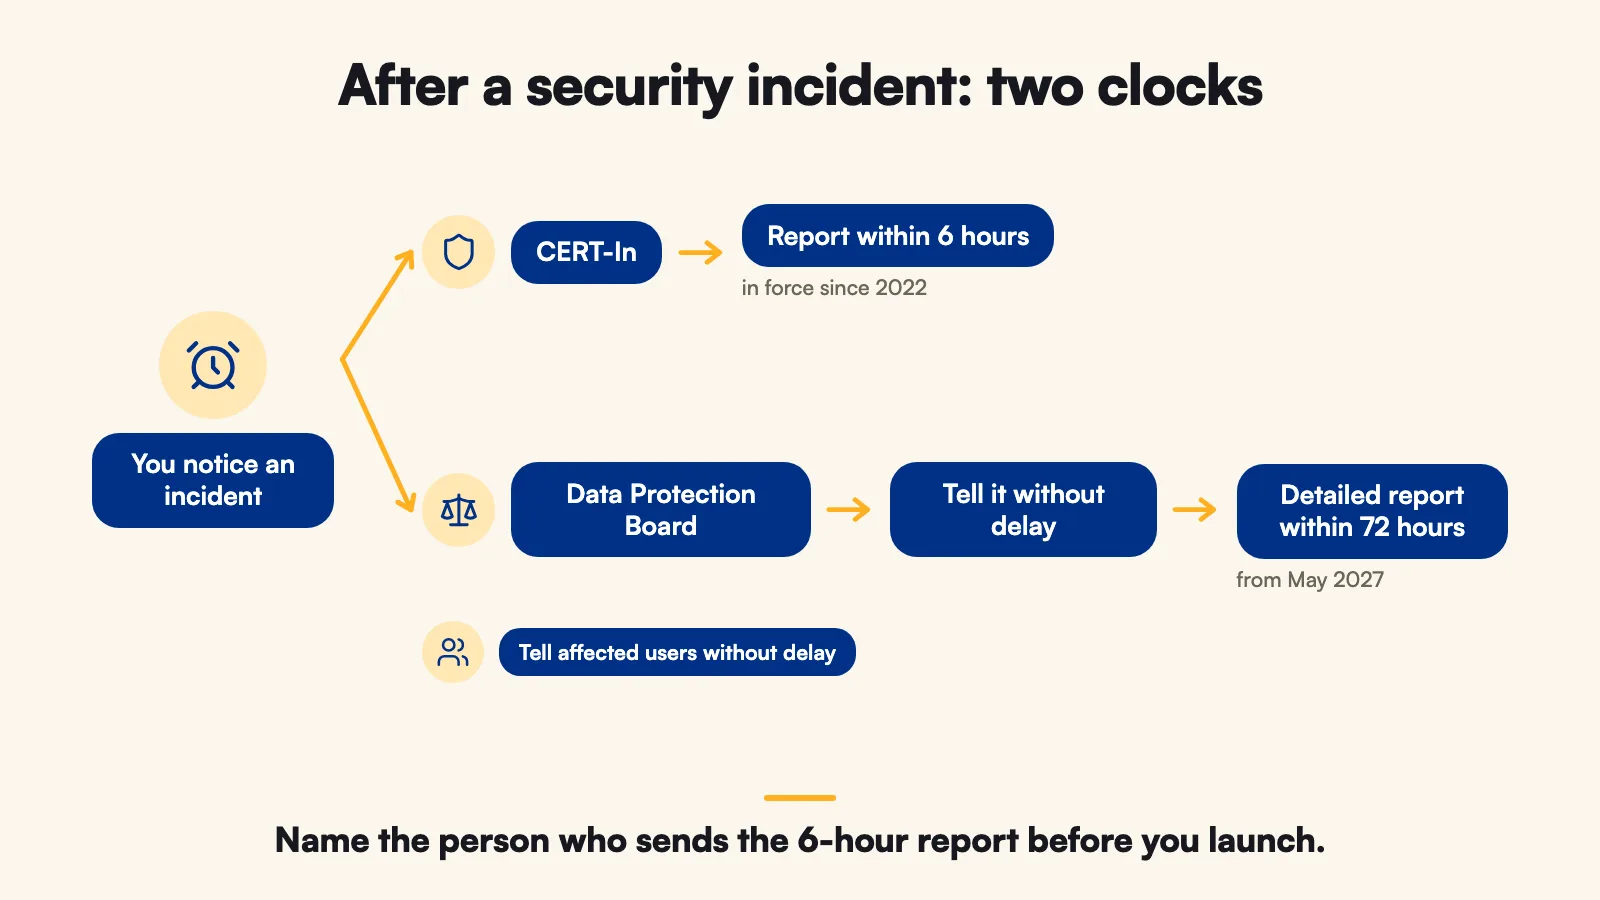 After a security incident: two clocks
CERT-In
Report within 6 hours
in force since 2022
You notice an
incident
Data Protection
Board
Tell it without
delay
Detailed report
within 72 hours
from May 2027
Tell affected users without delay
Name the person who sends the 6-hour report before you launch.